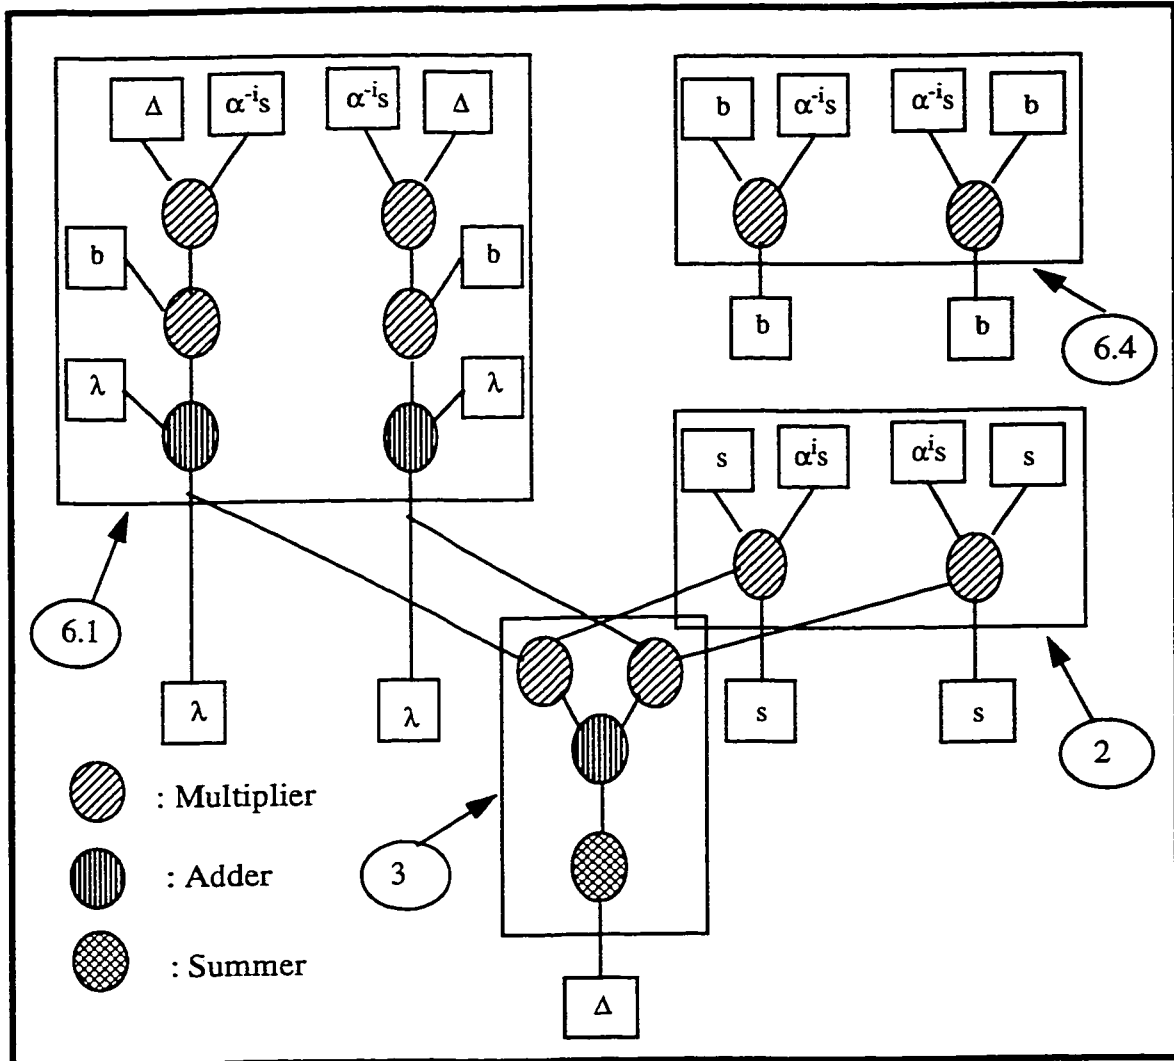 Δ α⁻ⁱs α⁻ⁱs Δ
b α⁻ⁱs α⁻ⁱs b
b b
b b
6.4
λ λ
s αⁱs αⁱs s
6.1
λ λ
s s
2
: Multiplier
: Adder
3
: Summer
Δ